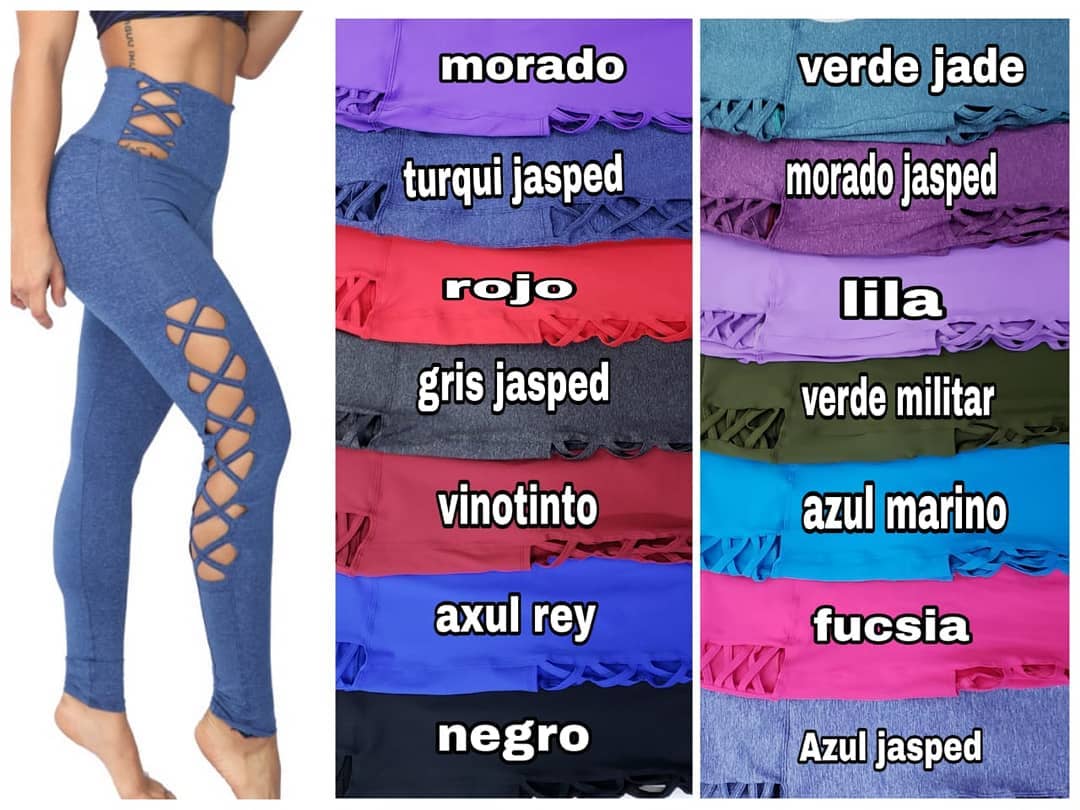 morado
turqui jasped
rojo
gris jasped
vinotinto
axul rey
negro
verde jade
morado jasped
lila
verde militar
azul marino
fucsia
Azul jasped